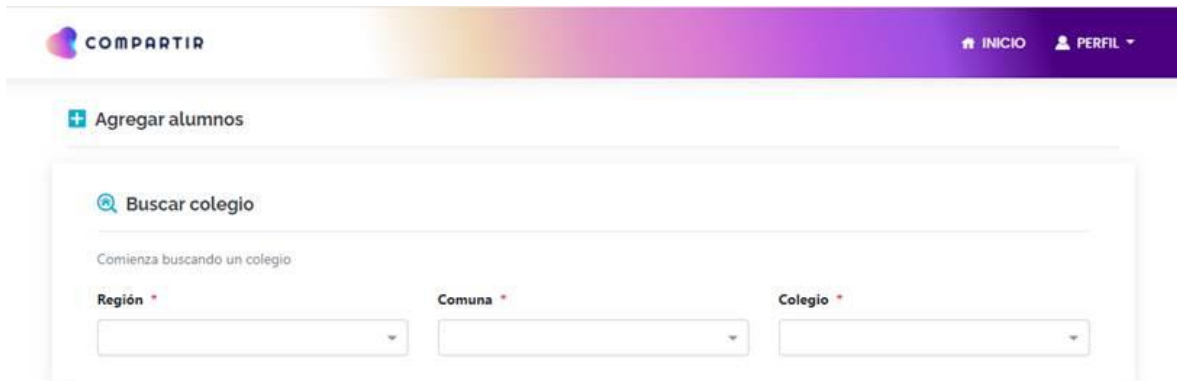 COMPARTIR
INICIO
PERFIL
Agregar alumnos
Buscar colegio
Comienza buscando un colegio
Región *
Comuna *
Colegio *